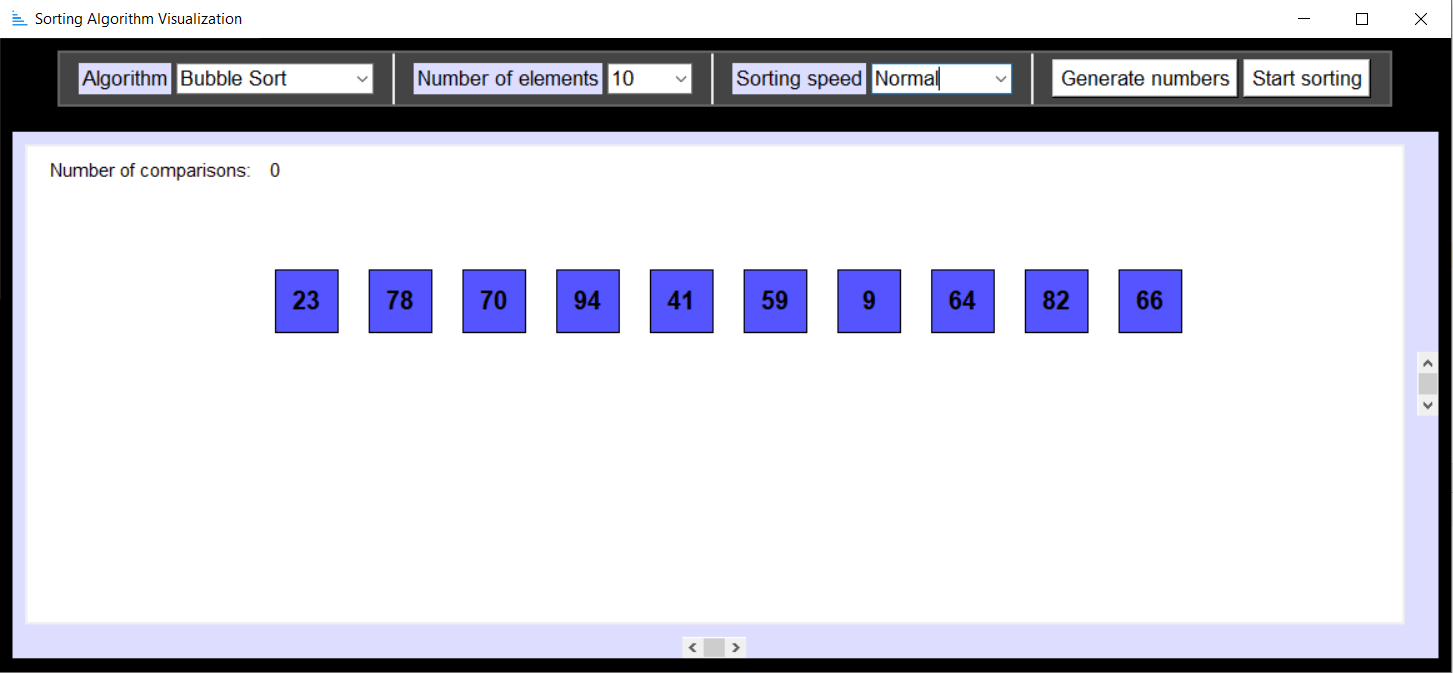 Sorting Algorithm Visualization
Algorithm Bubble Sort Number of elements 10 Sorting speed Normal Generate numbers Start sorting
Number of comparisons: 0
23 78 70 94 41 59 9 64 82 66